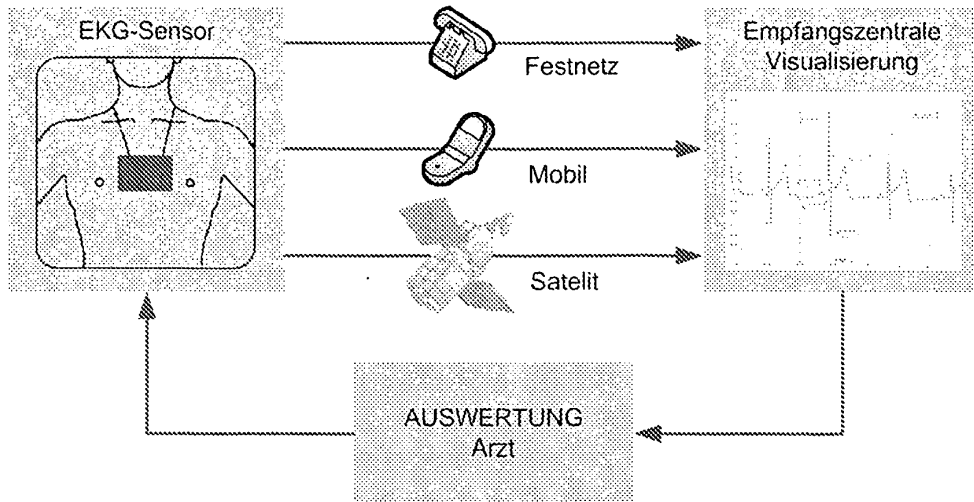 EKG-Sensor
Festnetz
Mobil
Satelit
Empfangszentrale
Visualisierung
AUSWERTUNG
Arzt